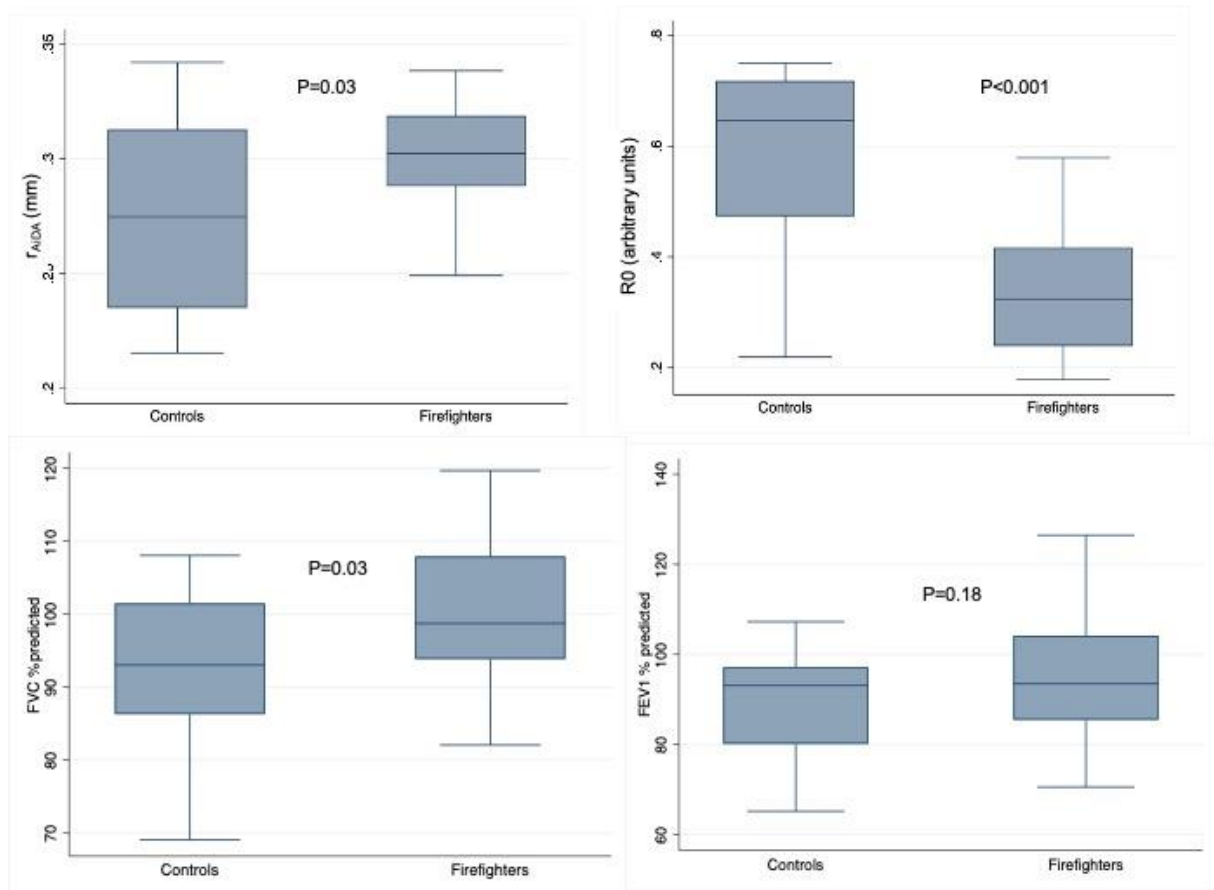 .35
.3
.25
.2
r_AiDA (mm)
P=0.03
Controls
Firefighters
.8
.6
.4
.2
R0 (arbitrary units)
P<0.001
Controls
Firefighters
120
110
100
90
80
70
FVC % predicted
P=0.03
Controls
Firefighters
140
120
100
80
60
FEV1 % predicted
P=0.18
Controls
Firefighters